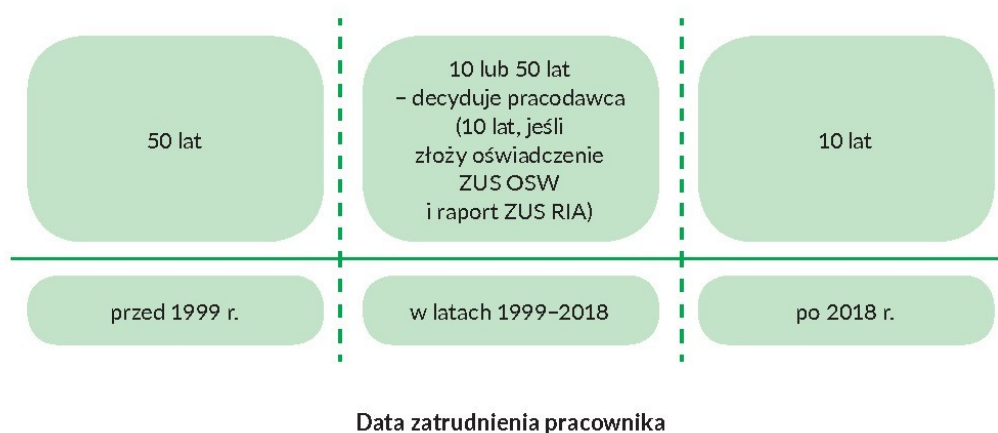 50 lat
10 lub 50 lat
– decyduje pracodawca
(10 lat, jeśli
złoży oświadczenie
ZUS OSW
i raport ZUS RIA)
10 lat
przed 1999 r.
w latach 1999–2018
po 2018 r.
Data zatrudnienia pracownika